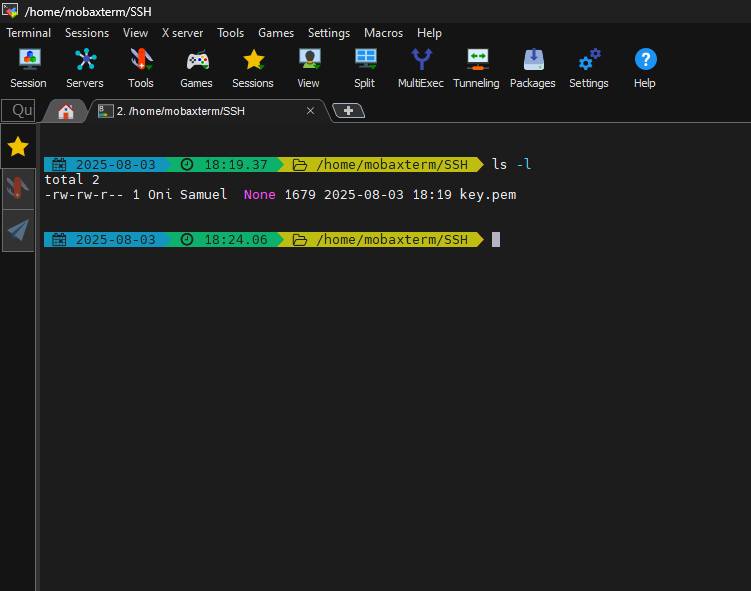 /home/mobaxterm/SSH
Terminal Sessions View X server Tools Games Settings Macros Help
Session Servers Tools Games Sessions View Split MultiExec Tunneling Packages Settings Help
Qu
2. /home/mobaxterm/SSH
2025-08-03 18:19.37 /home/mobaxterm/SSH ls -l
total 2
-rw-rw-r-- 1 Oni Samuel  None 1679 2025-08-03 18:19 key.pem
2025-08-03 18:24.06 /home/mobaxterm/SSH